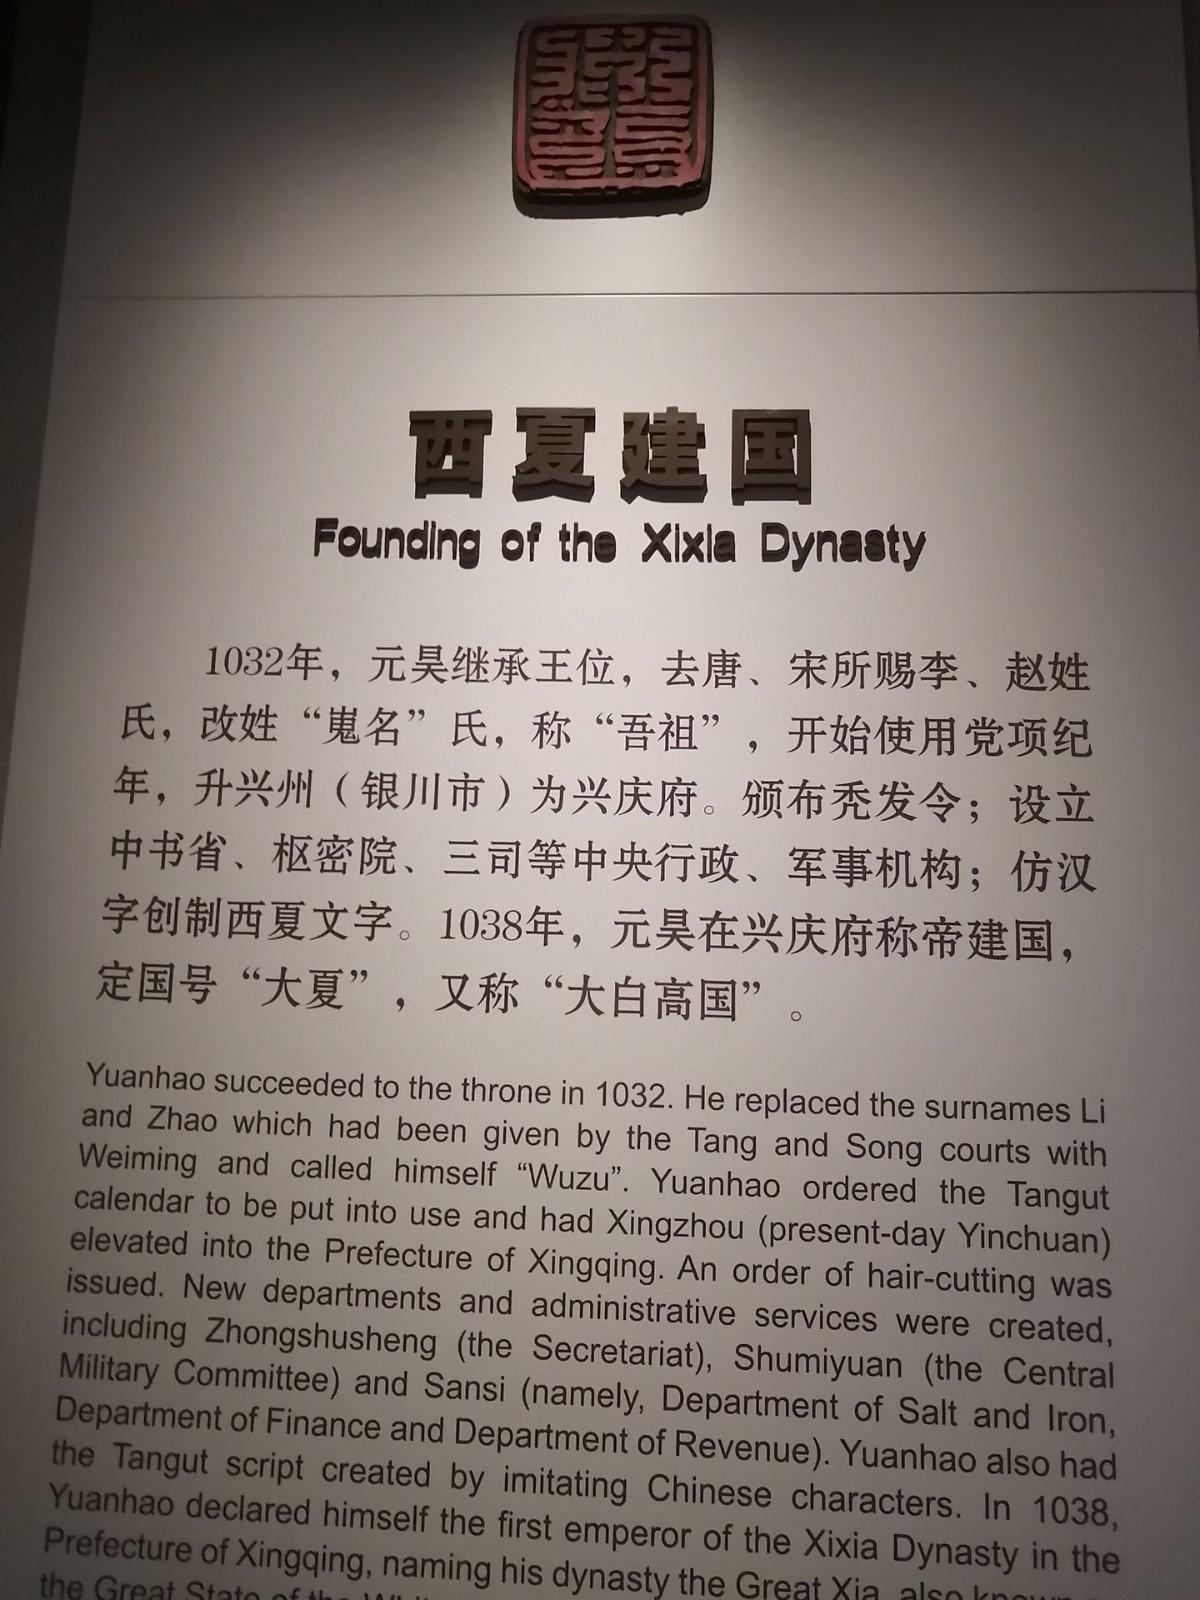 西夏建国
Founding of the Xixia Dynasty
1032年，元昊继承王位，去唐、宋所赐李、赵姓
氏，改姓“嵬名”氏，称“吾祖”，开始使用党项纪
年，升兴州（银川市）为兴庆府。颁布秃发令；设立
中书省、枢密院、三司等中央行政、军事机构；仿汉
字创制西夏文字。1038年，元昊在兴庆府称帝建国，
定国号“大夏”，又称“大白高国”。
Yuanhao succeeded to the throne in 1032. He replaced the surnames Li
and Zhao which had been given by the Tang and Song courts with
Weiming and called himself “Wuzu”. Yuanhao ordered the Tangut
calendar to be put into use and had Xingzhou (present-day Yinchuan)
elevated into the Prefecture of Xingqing. An order of hair-cutting was
issued. New departments and administrative services were created,
including Zhongshusheng (the Secretariat), Shumiyuan (the Central
Military Committee) and Sansi (namely, Department of Salt and Iron,
Department of Finance and Department of Revenue). Yuanhao also had
the Tangut script created by imitating Chinese characters. In 1038,
Yuanhao declared himself the first emperor of the Xixia Dynasty in the
Prefecture of Xingqing, naming his dynasty the Great Xia, also known
the Great State of the